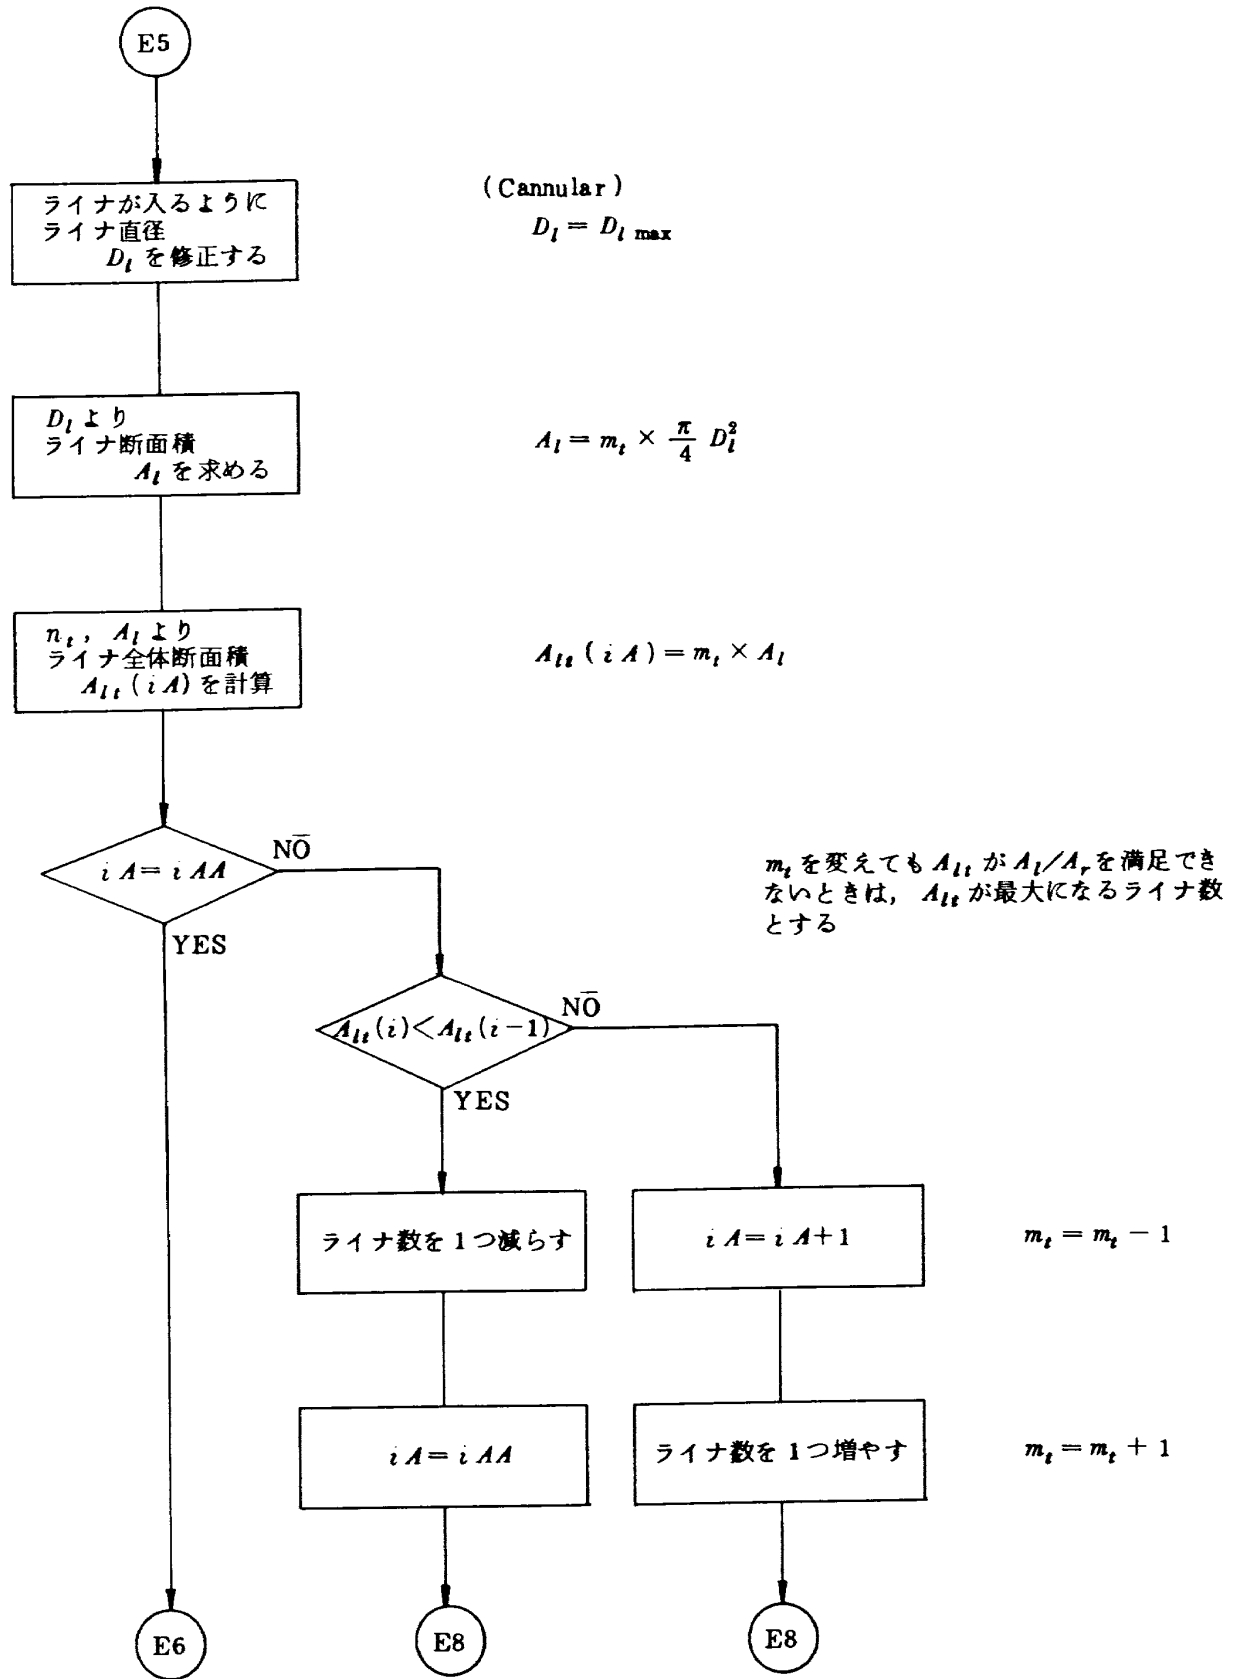 E5
ライナが入るように
ライナ直径
D_l を修正する
(Cannular)
D_l = D_l max
D_l より
ライナ断面積
A_l を求める
A_l = m_t × π/4 D_l^2
n_t, A_l より
ライナ全体断面積
A_lt (iA) を計算
A_lt (iA) = m_t × A_l
iA = iAA
NO
YES
m_t を変えても A_lt が A_l/A_r を満足でき
ないときは, A_lt が最大になるライナ数
とする
A_lt(i) < A_lt(i-1)
NO
YES
ライナ数を1つ減らす
iA = iA+1
m_t = m_t - 1
iA = iAA
ライナ数を1つ増やす
m_t = m_t + 1
E6
E8
E8